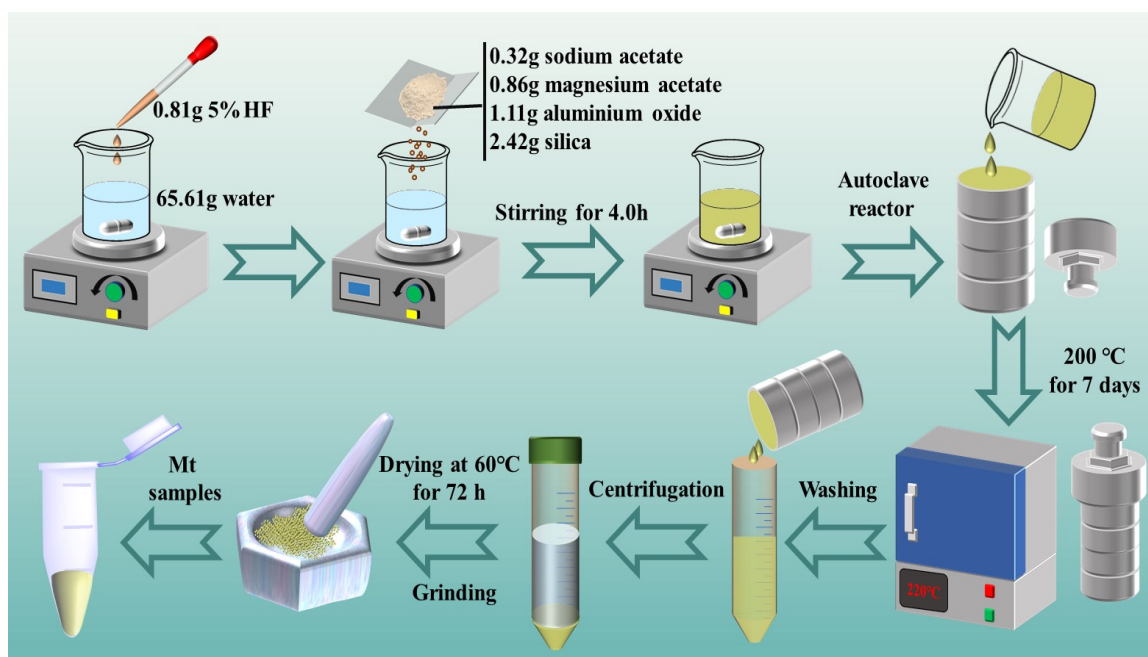 0.81g 5% HF
65.61g water
0.32g sodium acetate
0.86g magnesium acetate
1.11g aluminium oxide
2.42g silica
Stirring for 4.0h
Autoclave
reactor
200 ℃
for 7 days
220℃
Washing
Centrifugation
Drying at 60℃
for 72 h
Grinding
Mt
samples